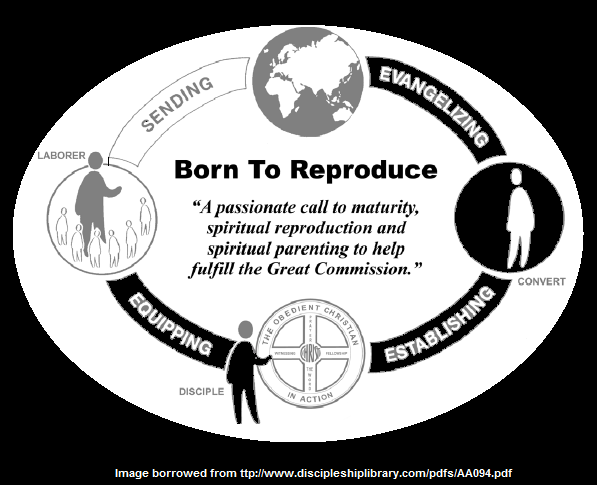 SENDING
EVANGELIZING
LABORER
Born To Reproduce
“A passionate call to maturity,
spiritual reproduction and
spiritual parenting to help
fulfill the Great Commission.”
CONVERT
EQUIPPING
ESTABLISHING
THE OBEDIENT CHRISTIAN
PRAYER
WITNESSING
CHRIST
FELLOWSHIP
THE WORD
IN ACTION
DISCIPLE
Image borrowed from ttp://www.discipleshiplibrary.com/pdfs/AA094.pdf